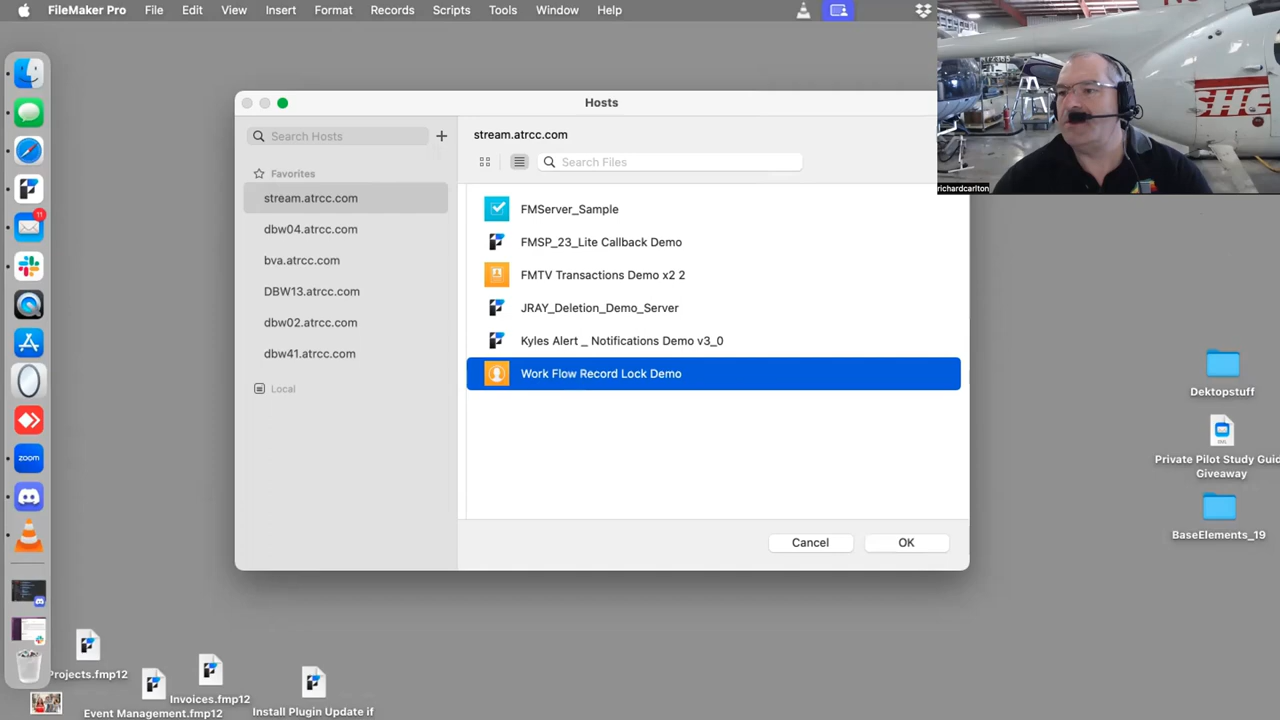 FileMaker Pro File Edit View Insert Format Records Scripts Tools Window Help
Hosts
Search Hosts
Favorites
stream.atrcc.com
dbw04.atrcc.com
bva.atrcc.com
DBW13.atrcc.com
dbw02.atrcc.com
dbw41.atrcc.com
Local
stream.atrcc.com
Search Files
FMServer_Sample
FMSP_23_Lite Callback Demo
FMTV Transactions Demo x2 2
JRAY_Deletion_Demo_Server
Kyles Alert _ Notifications Demo v3_0
Work Flow Record Lock Demo
Cancel OK
11
zoom
richardcarlton
SHE
Dektopstuff
Private Pilot Study Guid
Giveaway
BaseElements_19
Projects.fmp12
Invoices.fmp12
Event Management.fmp12
Install Plugin Update if